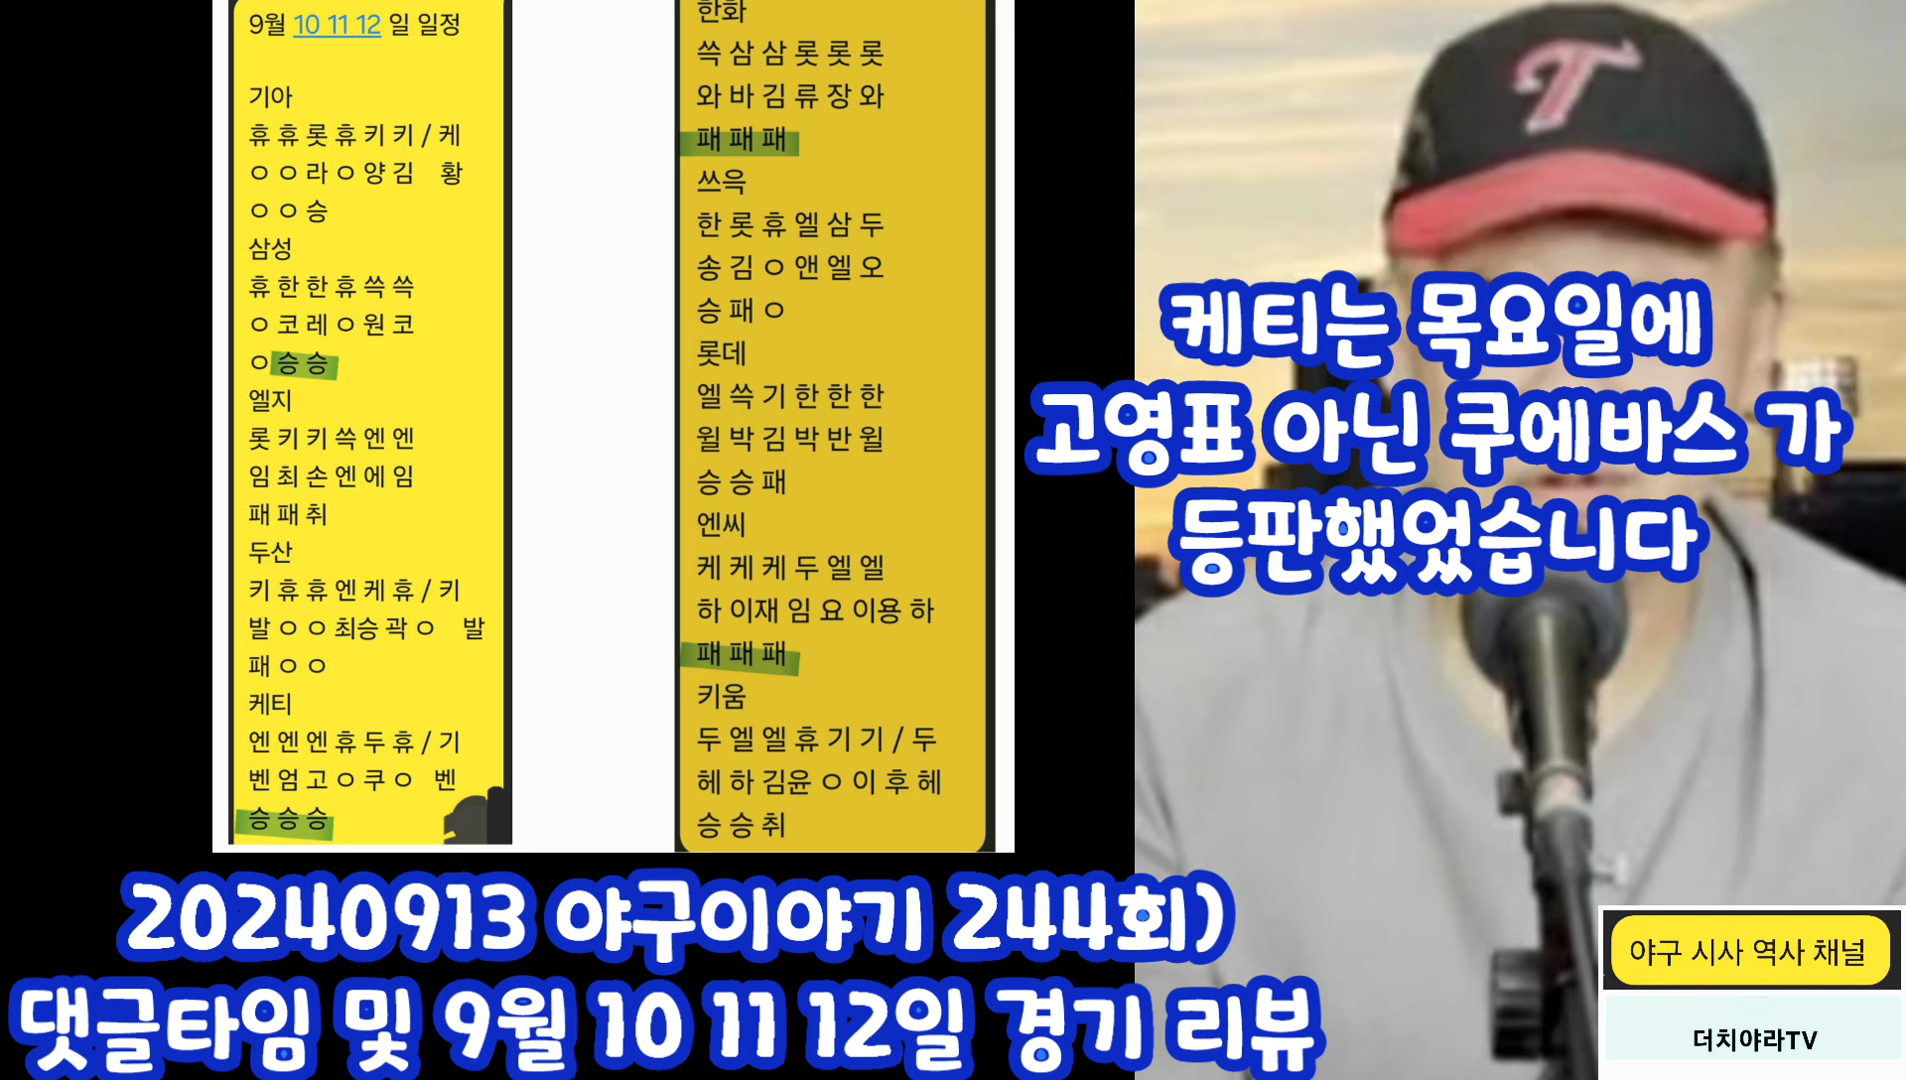 9월 10 11 12 일 일정
기아
휴 휴 롯 휴 키 키 / 케
ㅇ ㅇ 라 ㅇ 양 김 황
ㅇ ㅇ 승
삼성
휴 한 한 휴 쓱 쓱
ㅇ 코 레 ㅇ 원 코
ㅇ 승 승
엘지
롯 키 키 쓱 엔 엔
임 최 손 엔 에 임
패 패 취
두산
키 휴 휴 엔 케 휴 / 키
발 ㅇ ㅇ 최승 곽 ㅇ 발
패 ㅇ ㅇ
케티
엔 엔 엔 휴 두 휴 / 기
벤 엄 고 ㅇ 쿠 ㅇ 벤
승 승 승
한화
쓱 삼 삼 롯 롯 롯
와 바 김 류 장 와
패 패 패
쓰윽
한 롯 휴 엘 삼 두
송 김 ㅇ 앤 엘 오
승 패 ㅇ
롯데
엘 쓱 기 한 한 한
윌 박 김 박 반 윌
승 승 패
엔씨
케 케 케 두 엘 엘
하 이재 임 요 이용 하
패 패 패
키움
두 엘 엘 휴 기 기 / 두
헤 하 김윤 ㅇ 이 후 헤
승 승 취
T
케티는 목요일에
고영표 아닌 쿠에바스 가
등판했었습니다
20240913 야구이야기 244회)
댓글타임 및 9월 10 11 12일 경기 리뷰
야구 시사 역사 채널
더치야라TV